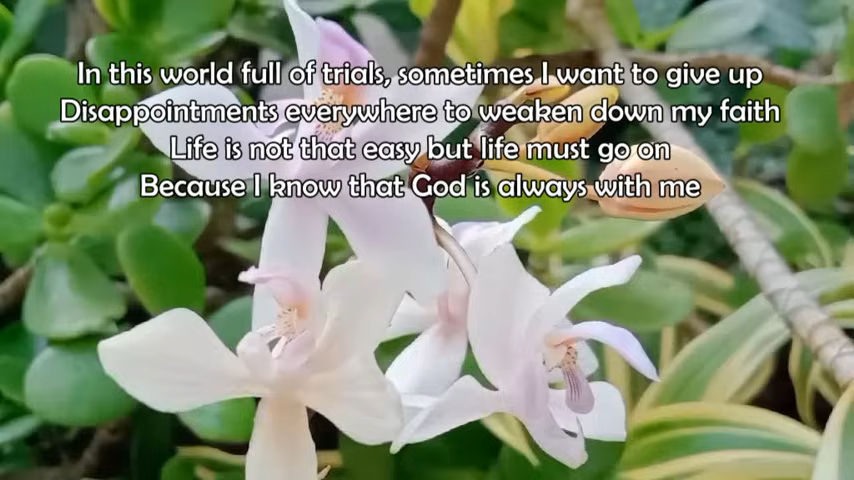 In this world full of trials, sometimes I want to give up
Disappointments everywhere to weaken down my faith
Life is not that easy but life must go on
Because I know that God is always with me